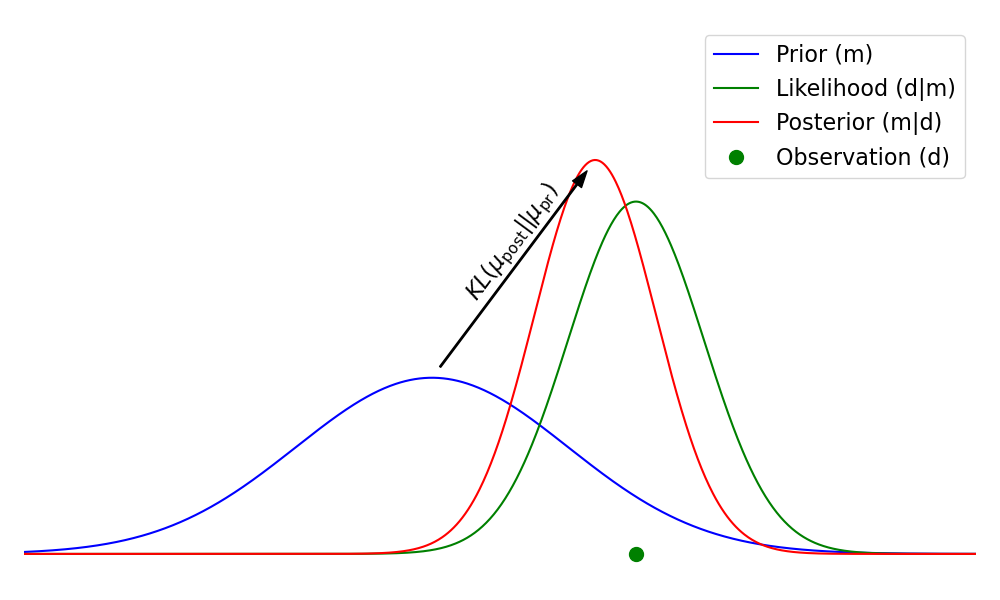 Prior (m)
Likelihood (d|m)
Posterior (m|d)
Observation (d)
KL(μpost||μpr)